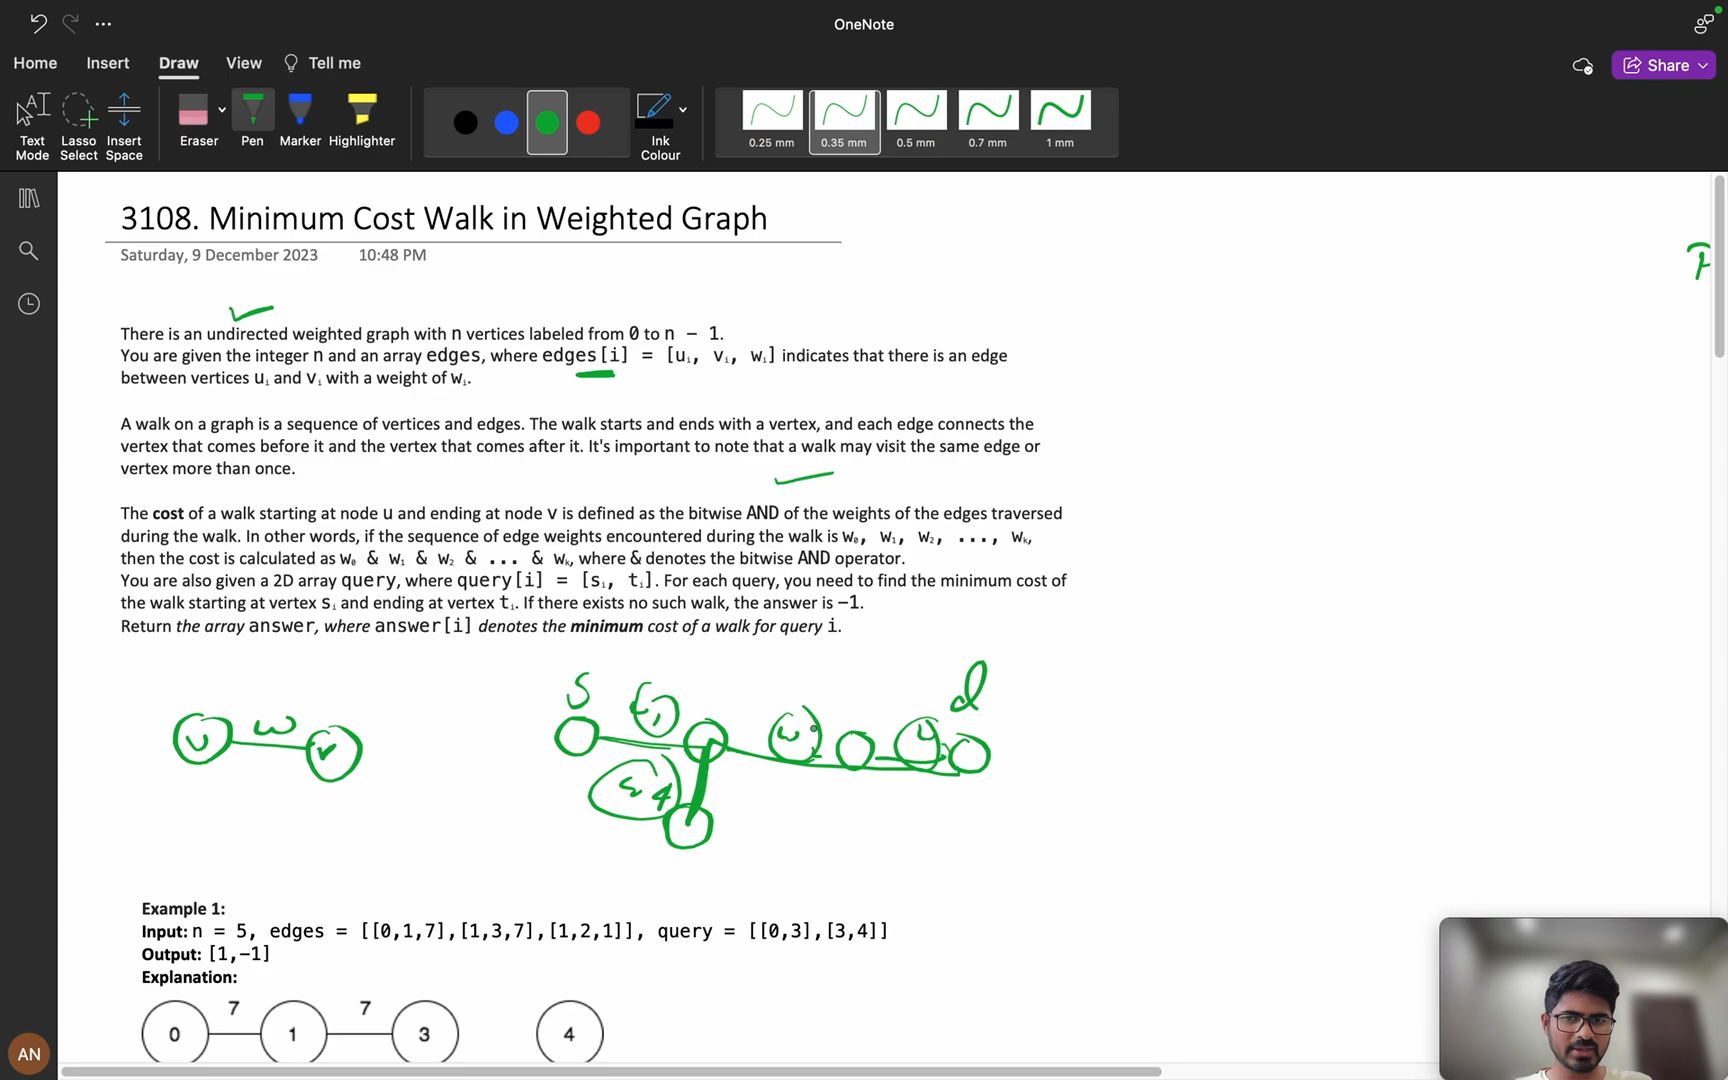 OneNote
Home Insert Draw View Tell me
Share
Text Mode
Lasso Select
Insert Space
Eraser
Pen
Marker
Highlighter
Ink Colour
0.25 mm
0.35 mm
0.5 mm
0.7 mm
1 mm
3108. Minimum Cost Walk in Weighted Graph
Saturday, 9 December 2023 10:48 PM
There is an undirected weighted graph with n vertices labeled from 0 to n − 1.
You are given the integer n and an array edges, where edges[i] = [uᵢ, vᵢ, wᵢ] indicates that there is an edge
between vertices uᵢ and vᵢ with a weight of wᵢ.
A walk on a graph is a sequence of vertices and edges. The walk starts and ends with a vertex, and each edge connects the
vertex that comes before it and the vertex that comes after it. It's important to note that a walk may visit the same edge or
vertex more than once.
The cost of a walk starting at node u and ending at node v is defined as the bitwise AND of the weights of the edges traversed
during the walk. In other words, if the sequence of edge weights encountered during the walk is w₀, w₁, w₂, ..., wₖ,
then the cost is calculated as w₀ & w₁ & w₂ & ... & wₖ, where & denotes the bitwise AND operator.
You are also given a 2D array query, where query[i] = [sᵢ, tᵢ]. For each query, you need to find the minimum cost of
the walk starting at vertex sᵢ and ending at vertex tᵢ. If there exists no such walk, the answer is −1.
Return the array answer, where answer[i] denotes the minimum cost of a walk for query i.
u w v
s d
Example 1:
Input: n = 5, edges = [[0,1,7],[1,3,7],[1,2,1]], query = [[0,3],[3,4]]
Output: [1,−1]
Explanation:
7 7
0 1 3 4
AN